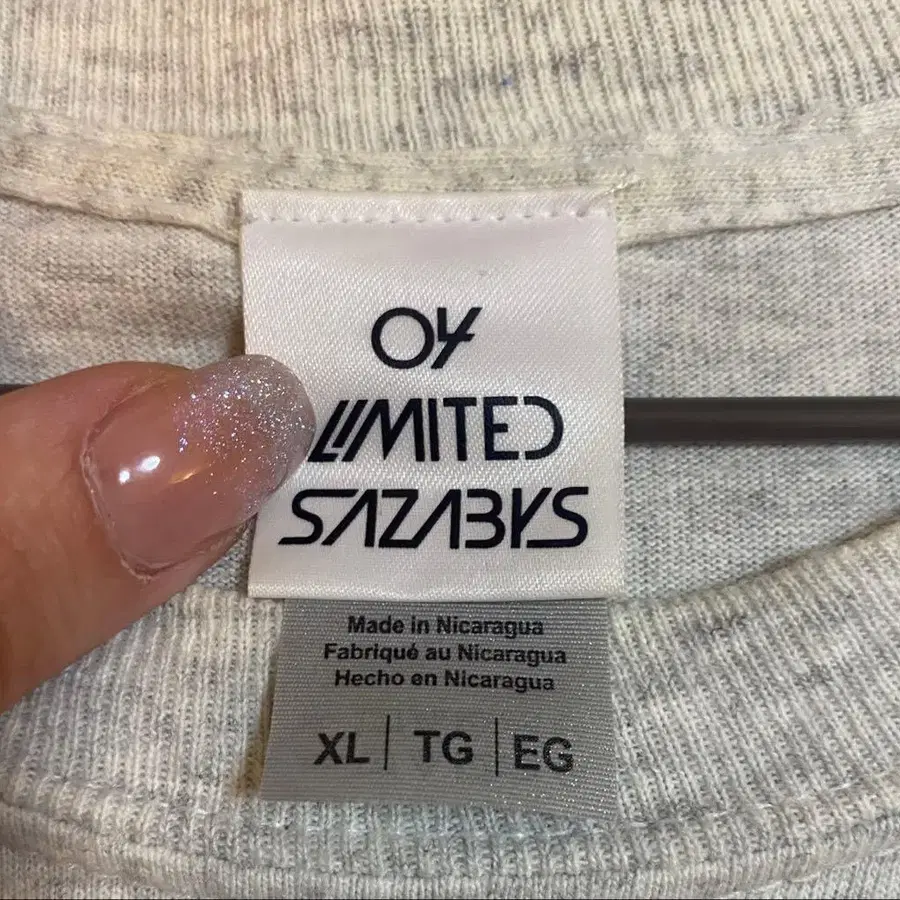 04
LIMITED
SAZABYS
Made in Nicaragua
Fabriqué au Nicaragua
Hecho en Nicaragua
XL | TG | EG